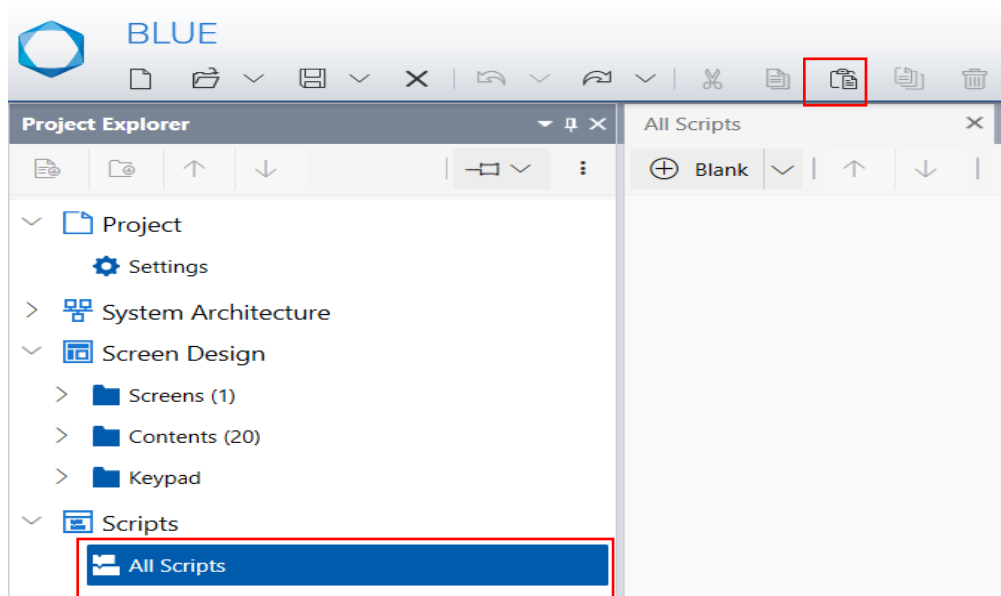 BLUE
Project Explorer
All Scripts
Blank
Project
Settings
System Architecture
Screen Design
Screens (1)
Contents (20)
Keypad
Scripts
All Scripts